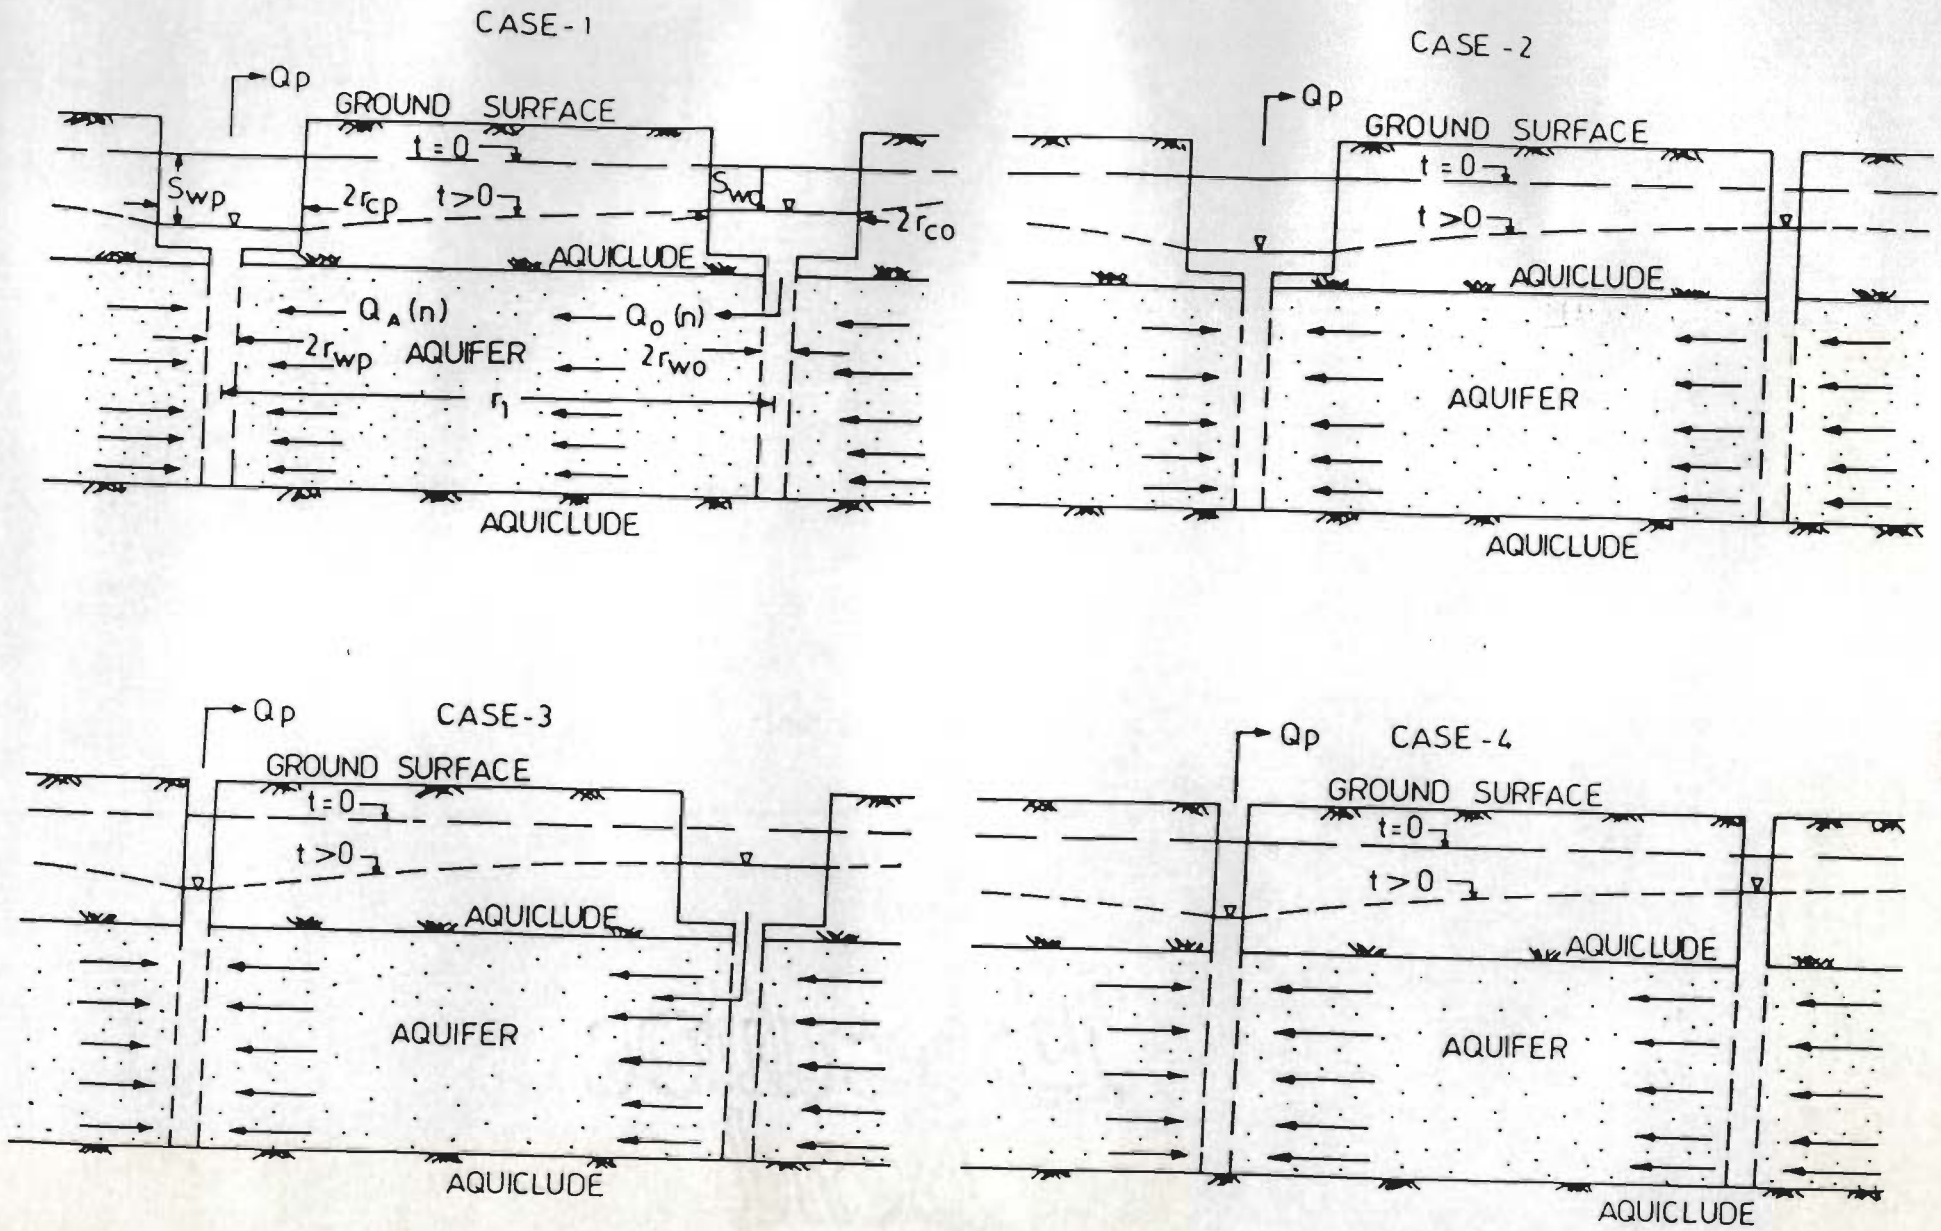 CASE-1
Qp
GROUND SURFACE
t=0
Swp
2rcp
t>0
Swo
2rco
AQUICLUDE
QA(n)
Qo(n)
2rwp
AQUIFER
2rwo
r1
AQUICLUDE
CASE-2
Qp
GROUND SURFACE
t=0
t>0
AQUICLUDE
AQUIFER
AQUICLUDE
CASE-3
Qp
GROUND SURFACE
t=0
t>0
AQUICLUDE
AQUIFER
AQUICLUDE
CASE-4
Qp
GROUND SURFACE
t=0
t>0
AQUICLUDE
AQUIFER
AQUICLUDE